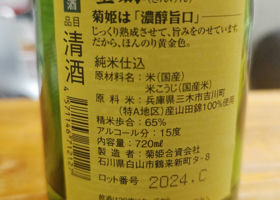 菊姫は「濃醇旨口」
じっくり熟成させて、旨みをのせています。
だから、ほんのり黄金色。
純米仕込
原材料名：米（国産）
米こうじ（国産米）
原料米：兵庫県三木市吉川町
（特A地区）産山田錦100%使用
精米歩合：65%
アルコール分：15度
内容量：720ml
製造者：菊姫合資会社
石川県白山市鶴来新町タ-8
ロット番号 2024.C
品目
清酒